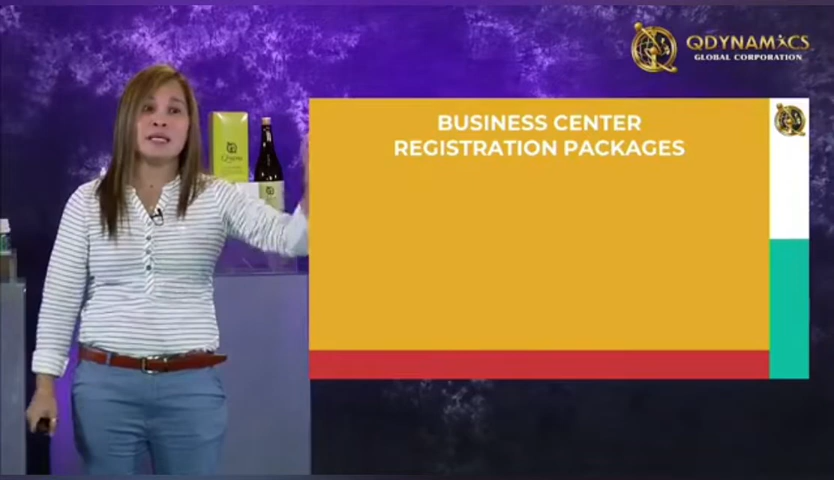 QDYNAMICS
GLOBAL CORPORATION
BUSINESS CENTER
REGISTRATION PACKAGES